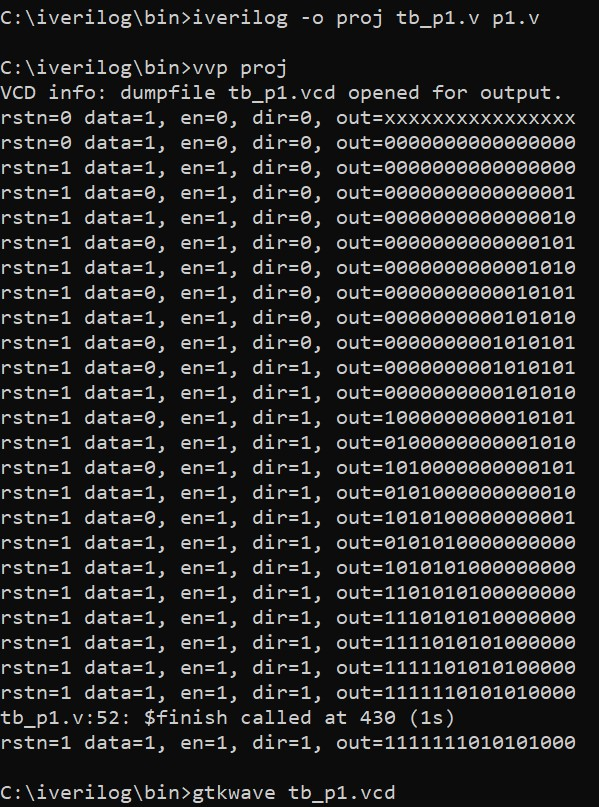 C:\iverilog\bin>iverilog -o proj tb_p1.v p1.v
C:\iverilog\bin>vvp proj
VCD info: dumpfile tb_p1.vcd opened for output.
rstn=0 data=1, en=0, dir=0, out=xxxxxxxxxxxxxxxx
rstn=0 data=1, en=0, dir=0, out=0000000000000000
rstn=1 data=1, en=1, dir=0, out=0000000000000000
rstn=1 data=0, en=1, dir=0, out=0000000000000001
rstn=1 data=1, en=1, dir=0, out=0000000000000010
rstn=1 data=0, en=1, dir=0, out=0000000000000101
rstn=1 data=1, en=1, dir=0, out=0000000000001010
rstn=1 data=0, en=1, dir=0, out=0000000000010101
rstn=1 data=1, en=1, dir=0, out=0000000000101010
rstn=1 data=0, en=1, dir=0, out=0000000001010101
rstn=1 data=0, en=1, dir=1, out=0000000001010101
rstn=1 data=1, en=1, dir=1, out=0000000000101010
rstn=1 data=0, en=1, dir=1, out=1000000000010101
rstn=1 data=1, en=1, dir=1, out=0100000000001010
rstn=1 data=0, en=1, dir=1, out=1010000000000101
rstn=1 data=1, en=1, dir=1, out=0101000000000010
rstn=1 data=0, en=1, dir=1, out=1010100000000001
rstn=1 data=1, en=1, dir=1, out=0101010000000000
rstn=1 data=1, en=1, dir=1, out=1010101000000000
rstn=1 data=1, en=1, dir=1, out=1101010100000000
rstn=1 data=1, en=1, dir=1, out=1110101010000000
rstn=1 data=1, en=1, dir=1, out=1111010101000000
rstn=1 data=1, en=1, dir=1, out=1111101010100000
rstn=1 data=1, en=1, dir=1, out=1111110101010000
tb_p1.v:52: $finish called at 430 (1s)
rstn=1 data=1, en=1, dir=1, out=1111111010101000
C:\iverilog\bin>gtkwave tb_p1.vcd